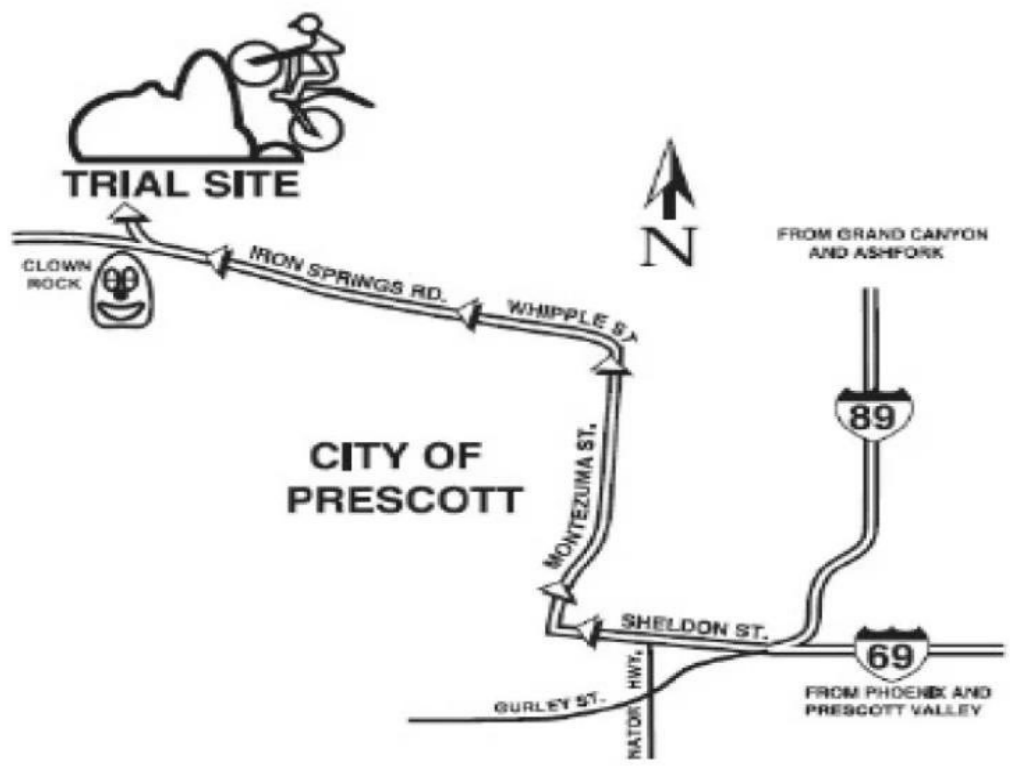 TRIAL SITE
N
FROM GRAND CANYON
AND ASHFORK
CLOWN
ROCK
IRON SPRINGS RD.
WHIPPLE ST
89
CITY OF
PRESCOTT
MONTEZUMA ST.
SHELDON ST.
69
FROM PHOENIX AND
PRESCOTT VALLEY
GURLEY ST.
NATOR HWY.